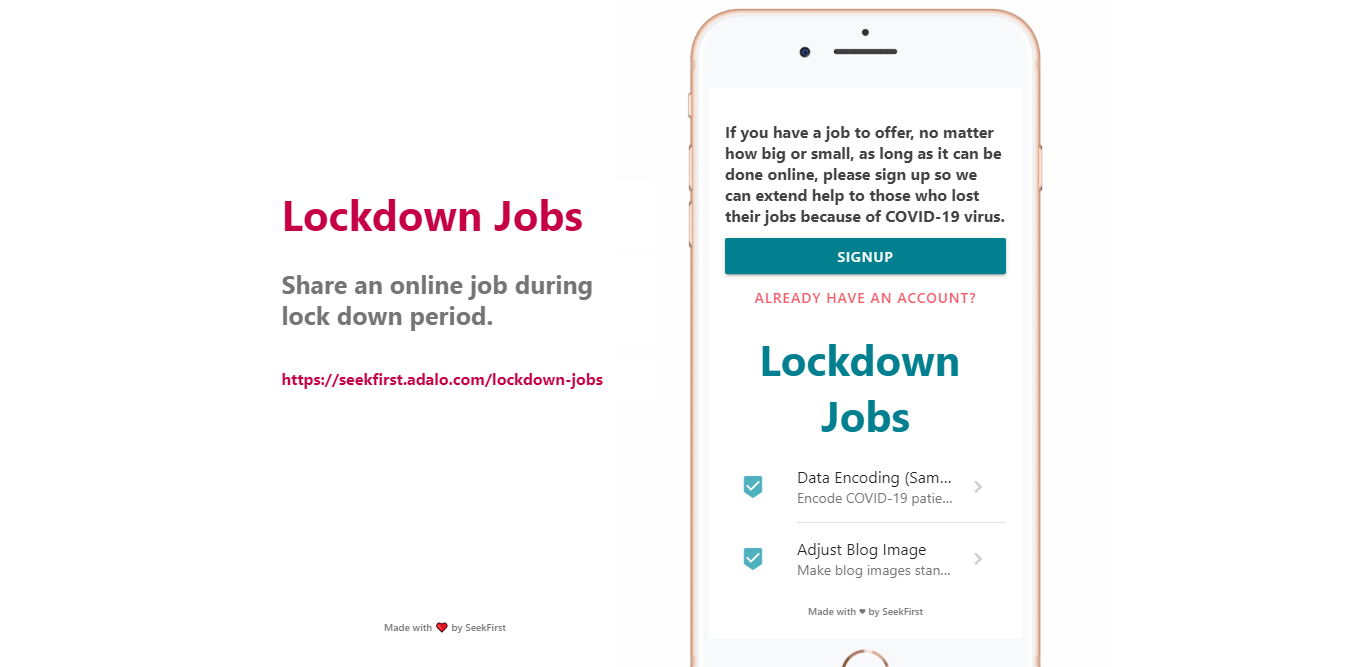 Lockdown Jobs
Share an online job during
lock down period.
https://seekfirst.adalo.com/lockdown-jobs
Made with ❤ by SeekFirst
If you have a job to offer, no matter
how big or small, as long as it can be
done online, please sign up so we
can extend help to those who lost
their jobs because of COVID-19 virus.
SIGNUP
ALREADY HAVE AN ACCOUNT?
Lockdown
Jobs
Data Encoding (Sam...
Encode COVID-19 patie...
Adjust Blog Image
Make blog images stan...
Made with ❤ by SeekFirst